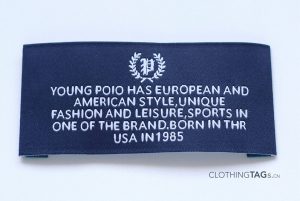 P
YOUNG POIO HAS EUROPEAN AND
AMERICAN STYLE,UNIQUE
FASHION AND LEISURE,SPORTS IN
ONE OF THE BRAND.BORN IN THR
USA IN1985
CLOTHINGTAGs.CN